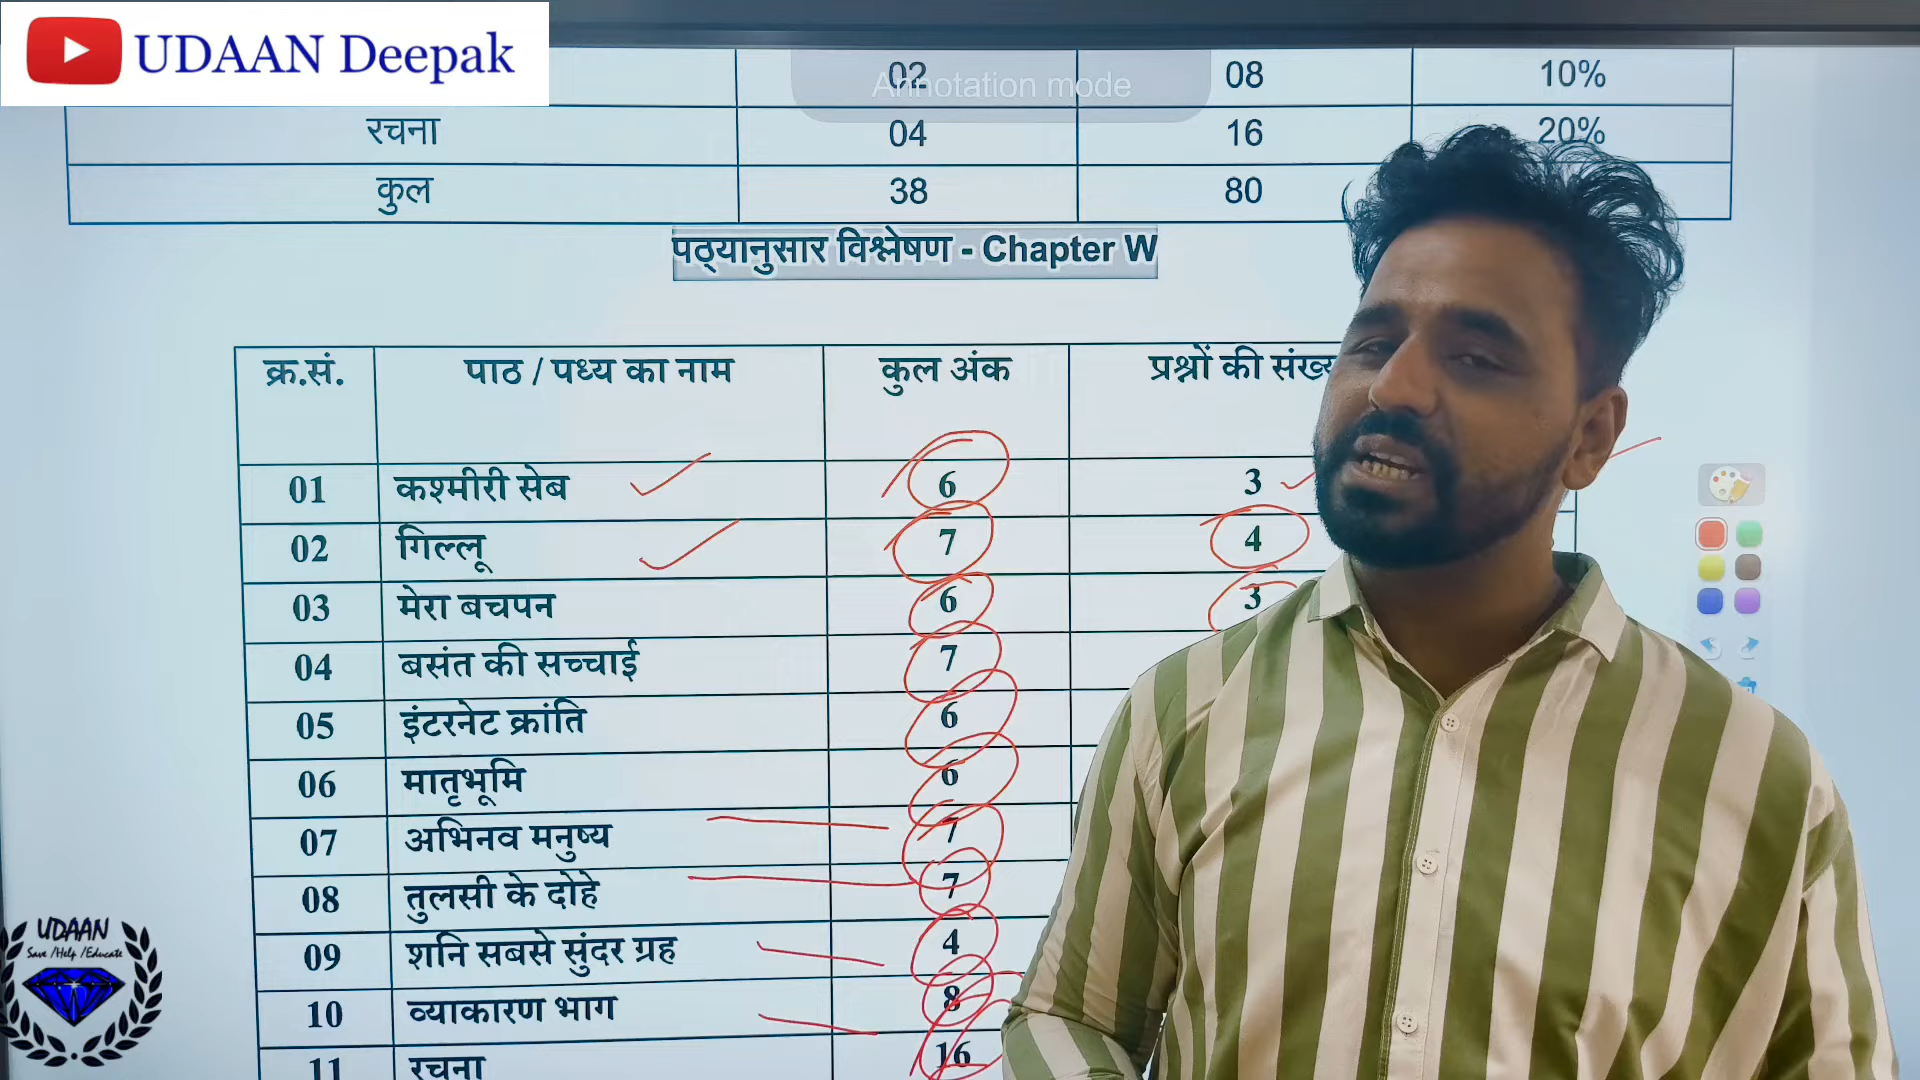 UDAAN Deepak
02 08 10%
Annotation mode
रचना 04 16 20%
कुल 38 80
पठ्यानुसार विश्लेषण - Chapter W
क्र.सं. पाठ / पध्य का नाम कुल अंक प्रश्नों की संख्य
01 कश्मीरी सेब 6 3
02 गिल्लू 7 4
03 मेरा बचपन 6 3
04 बसंत की सच्चाई 7
05 इंटरनेट क्रांति 6
06 मातृभूमि 6
07 अभिनव मनुष्य 7
08 तुलसी के दोहे 7
09 शनि सबसे सुंदर ग्रह 4
10 व्याकारण भाग 8
11 रचना 16
UDAAN
Save /Help /Educate